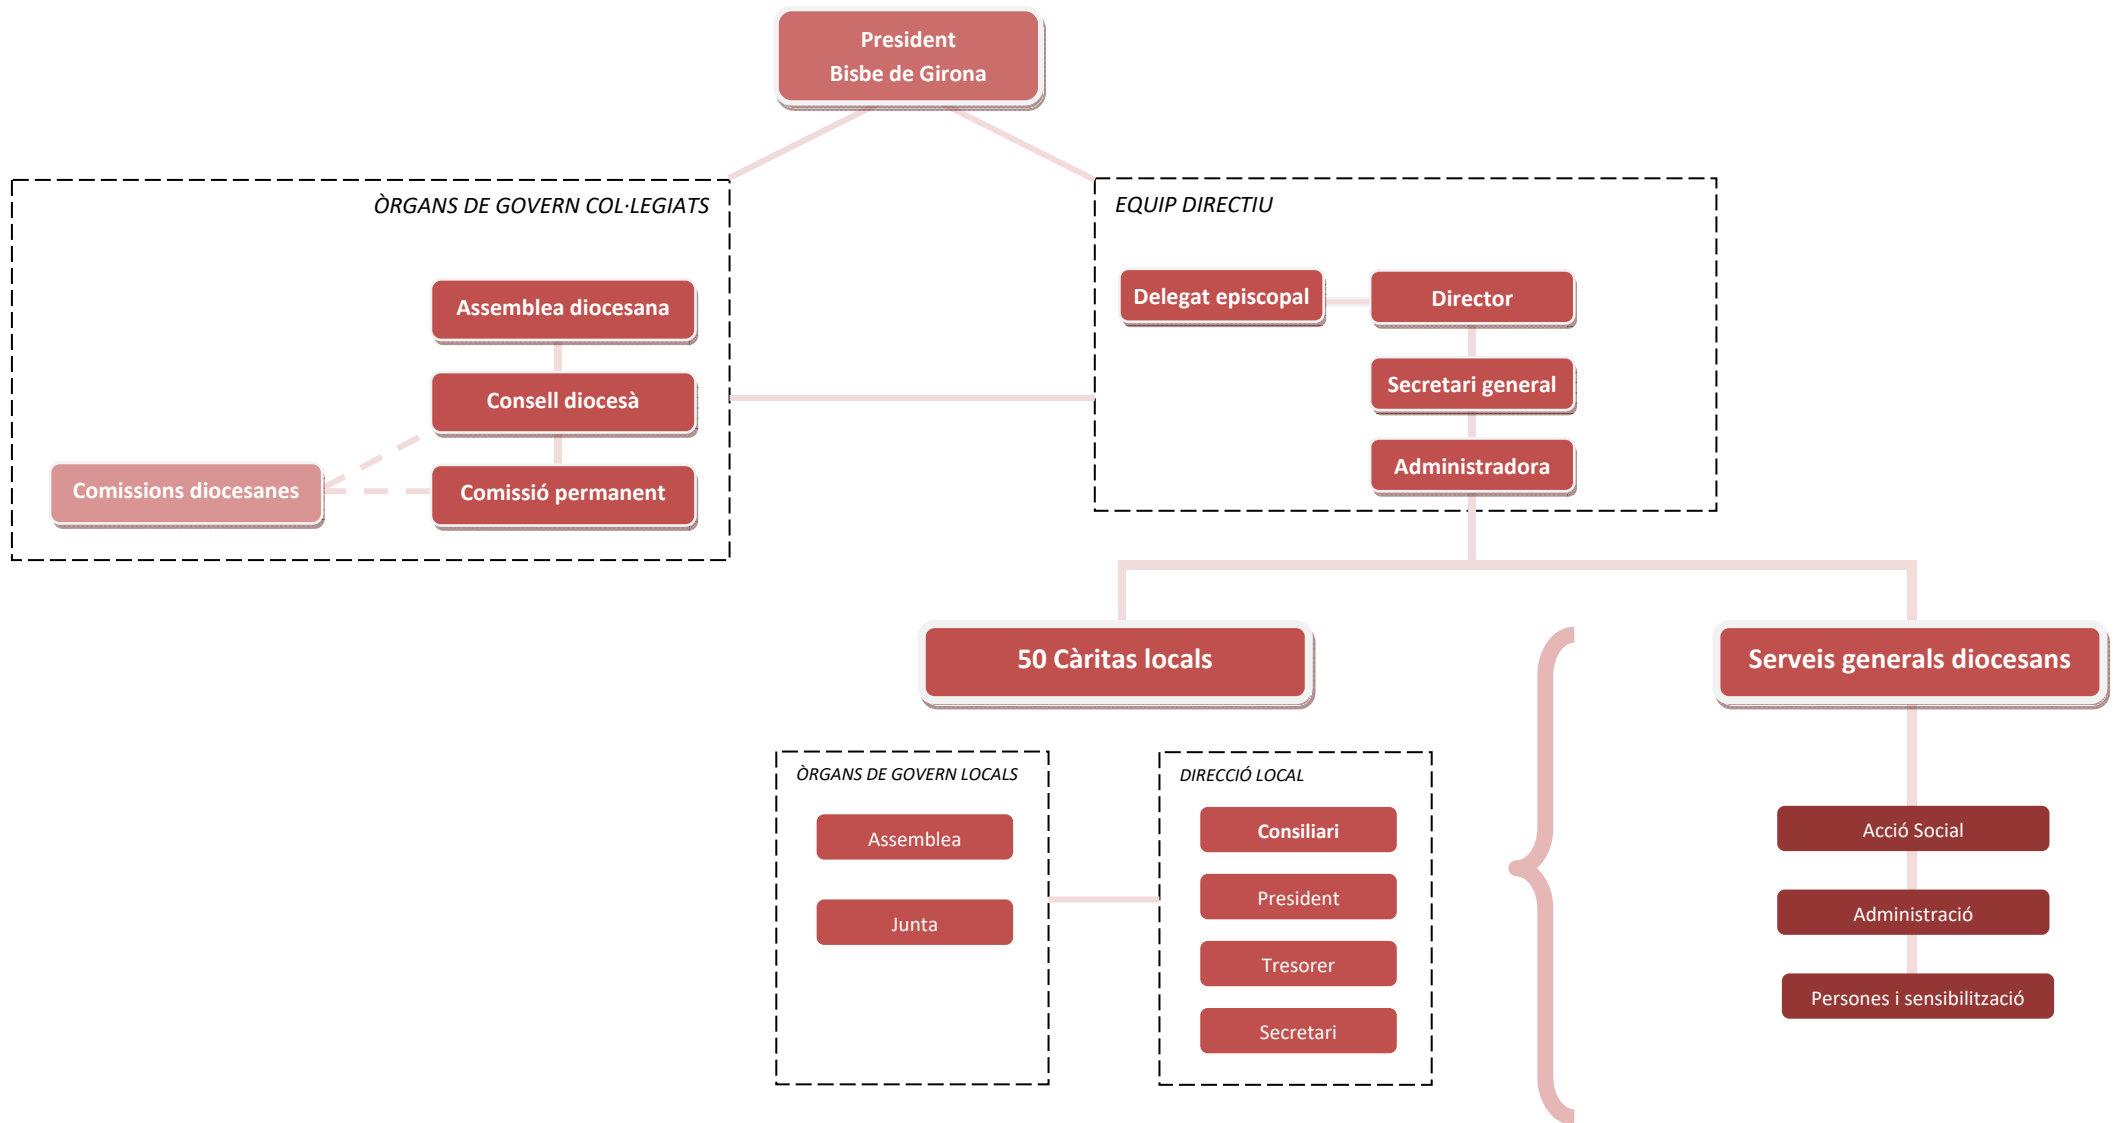 President
Bisbe de Girona
ÒRGANS DE GOVERN COL·LEGIATS
Assemblea diocesana
Consell diocesà
Comissions diocesanes
Comissió permanent
EQUIP DIRECTIU
Delegat episcopal
Director
Secretari general
Administradora
50 Càritas locals
ÒRGANS DE GOVERN LOCALS
Assemblea
Junta
DIRECCIÓ LOCAL
Consiliari
President
Tresorer
Secretari
Serveis generals diocesans
Acció Social
Administració
Persones i sensibilització